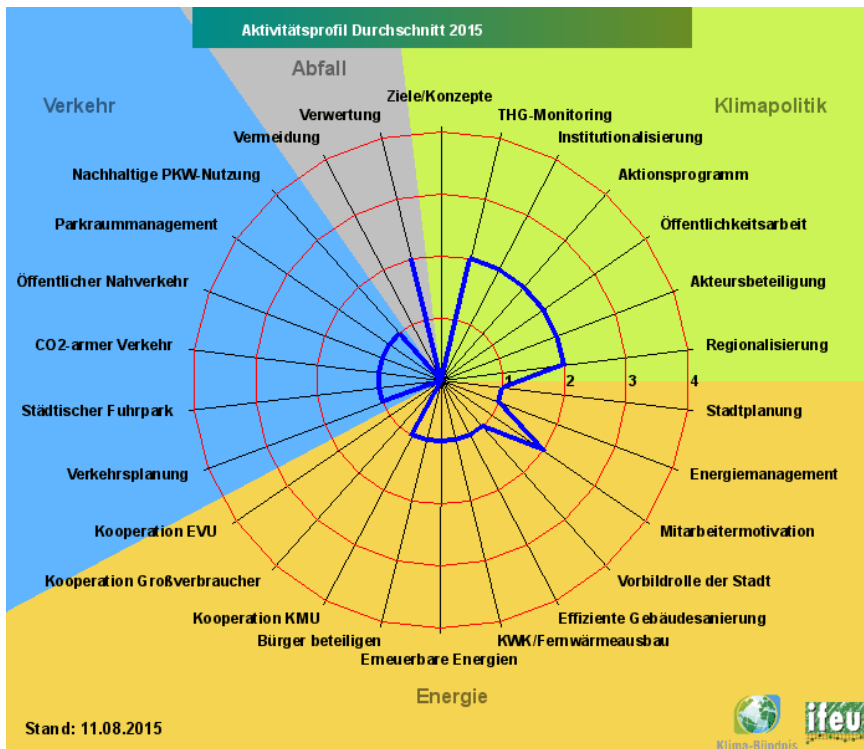 Aktivitätsprofil Durchschnitt 2015
Abfall
Verkehr
Klimapolitik
Ziele/Konzepte
THG-Monitoring
Institutionalisierung
Aktionsprogramm
Öffentlichkeitsarbeit
Akteursbeteiligung
Regionalisierung
1 2 3 4
Stadtplanung
Energiemanagement
Mitarbeitermotivation
Vorbildrolle der Stadt
Effiziente Gebäudesanierung
KWK/Fernwärmeausbau
Erneuerbare Energien
Bürger beteiligen
Kooperation KMU
Kooperation Großverbraucher
Kooperation EVU
Verkehrsplanung
Städtischer Fuhrpark
CO2-armer Verkehr
Öffentlicher Nahverkehr
Parkraummanagement
Nachhaltige PKW-Nutzung
Vermeidung
Verwertung
Energie
Stand: 11.08.2015
Klima-Bündnis
ifeu